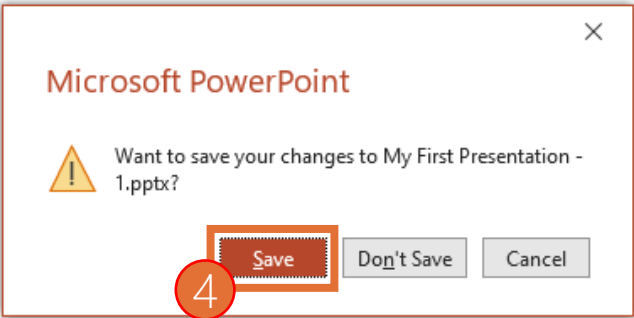 Microsoft PowerPoint
Want to save your changes to My First Presentation -
1.pptx?
Save Don't Save Cancel
4